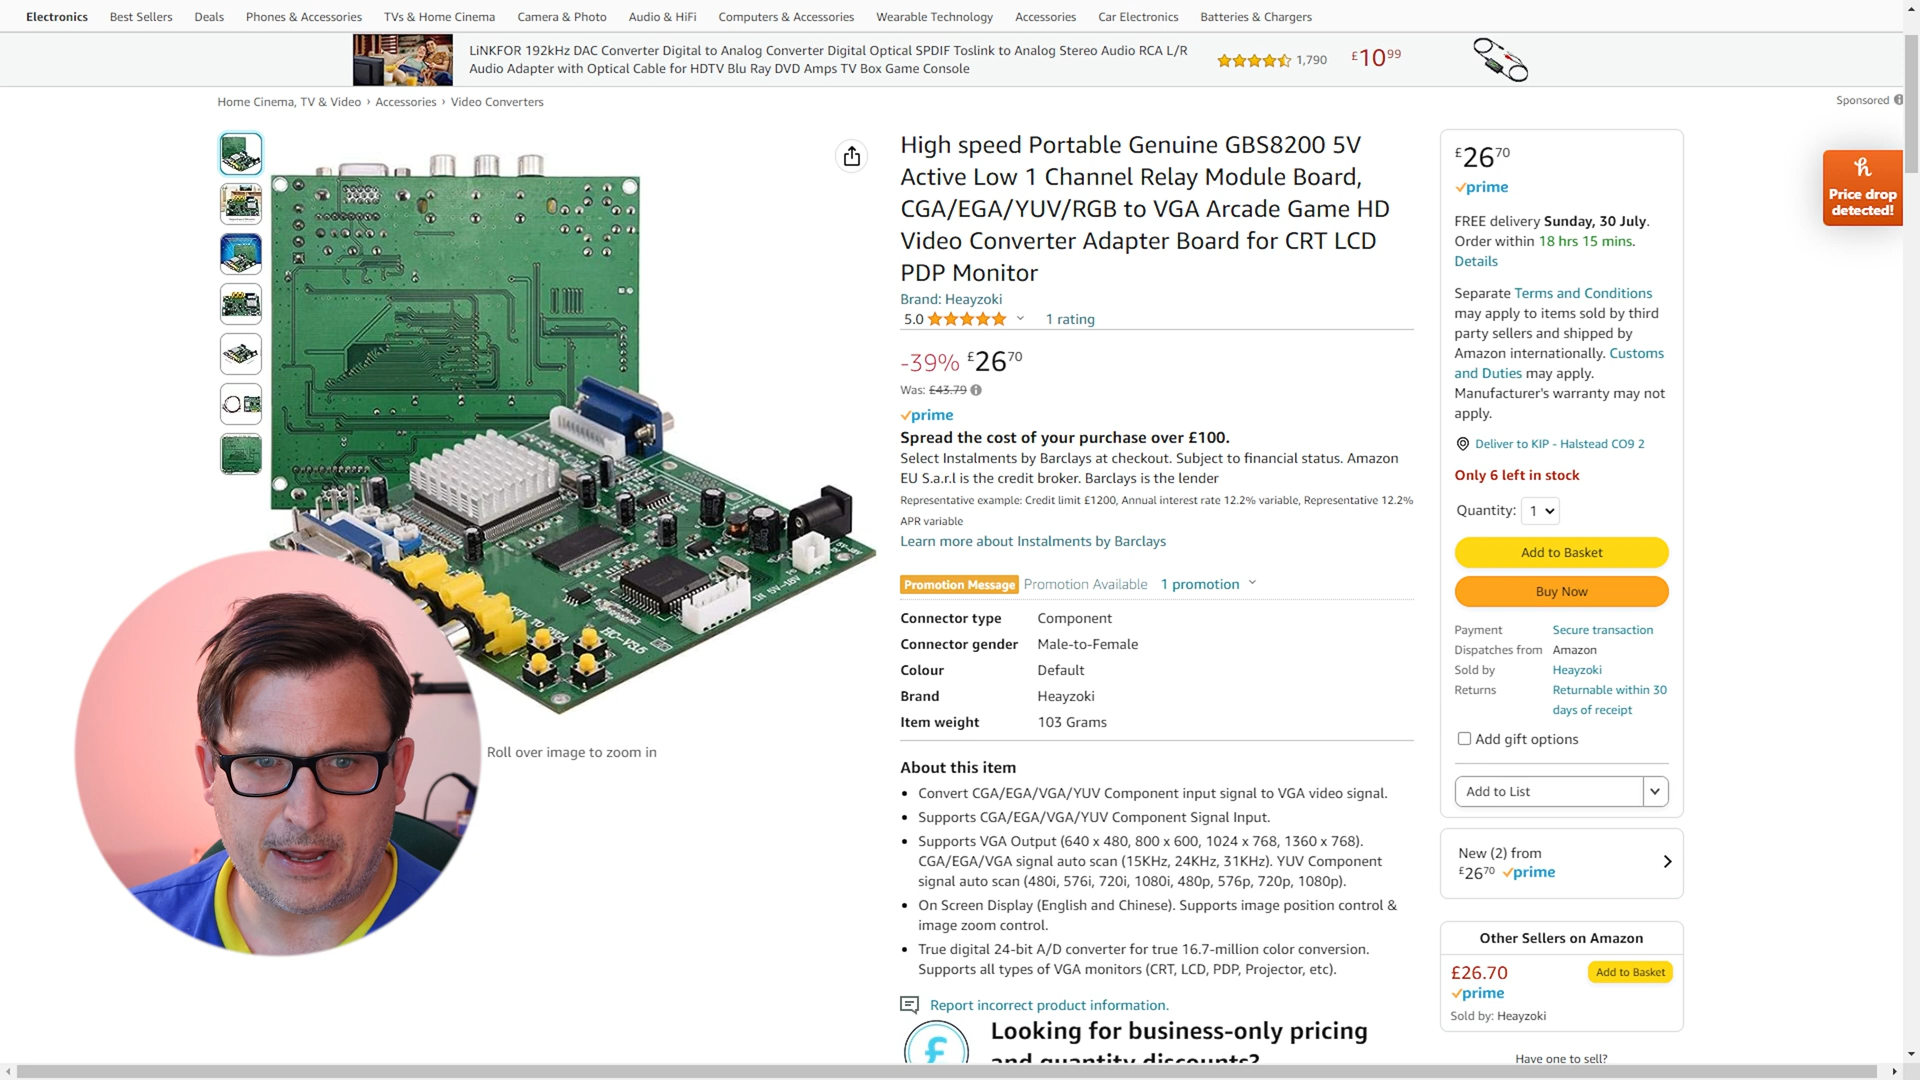 Electronics Best Sellers Deals Phones & Accessories TVs & Home Cinema Camera & Photo Audio & HiFi Computers & Accessories Wearable Technology Accessories Car Electronics Batteries & Chargers
LiNKFOR 192kHz DAC Converter Digital to Analog Converter Digital Optical SPDIF Toslink to Analog Stereo Audio RCA L/R
Audio Adapter with Optical Cable for HDTV Blu Ray DVD Amps TV Box Game Console
1,790
£1099
Home Cinema, TV & Video › Accessories › Video Converters
Sponsored
Price drop
detected!
High speed Portable Genuine GBS8200 5V
Active Low 1 Channel Relay Module Board,
CGA/EGA/YUV/RGB to VGA Arcade Game HD
Video Converter Adapter Board for CRT LCD
PDP Monitor
Brand: Heayzoki
5.0 1 rating
-39% £2670
Was: £43.79
prime
Spread the cost of your purchase over £100.
Select Instalments by Barclays at checkout. Subject to financial status. Amazon
EU S.a.r.l is the credit broker. Barclays is the lender
Representative example: Credit limit £1200, Annual interest rate 12.2% variable, Representative 12.2%
APR variable
Learn more about Instalments by Barclays
Promotion Message Promotion Available 1 promotion
Connector type Component
Connector gender Male-to-Female
Colour Default
Brand Heayzoki
Item weight 103 Grams
About this item
• Convert CGA/EGA/VGA/YUV Component input signal to VGA video signal.
• Supports CGA/EGA/VGA/YUV Component Signal Input.
• Supports VGA Output (640 x 480, 800 x 600, 1024 x 768, 1360 x 768).
CGA/EGA/VGA signal auto scan (15KHz, 24KHz, 31KHz). YUV Component
signal auto scan (480i, 576i, 720i, 1080i, 480p, 576p, 720p, 1080p).
• On Screen Display (English and Chinese). Supports image position control &
image zoom control.
• True digital 24-bit A/D converter for true 16.7-million color conversion.
Supports all types of VGA monitors (CRT, LCD, PDP, Projector, etc).
Report incorrect product information.
Looking for business-only pricing
and quantity discounts?
Roll over image to zoom in
HC-V3.5
£2670
prime
FREE delivery Sunday, 30 July.
Order within 18 hrs 15 mins.
Details
Separate Terms and Conditions
may apply to items sold by third
party sellers and shipped by
Amazon internationally. Customs
and Duties may apply.
Manufacturer's warranty may not
apply.
Deliver to KIP - Halstead CO9 2
Only 6 left in stock
Quantity: 1
Add to Basket
Buy Now
Payment Secure transaction
Dispatches from Amazon
Sold by Heayzoki
Returns Returnable within 30
days of receipt
Add gift options
Add to List
New (2) from
£2670 prime
Other Sellers on Amazon
£26.70 Add to Basket
prime
Sold by: Heayzoki
Have one to sell?